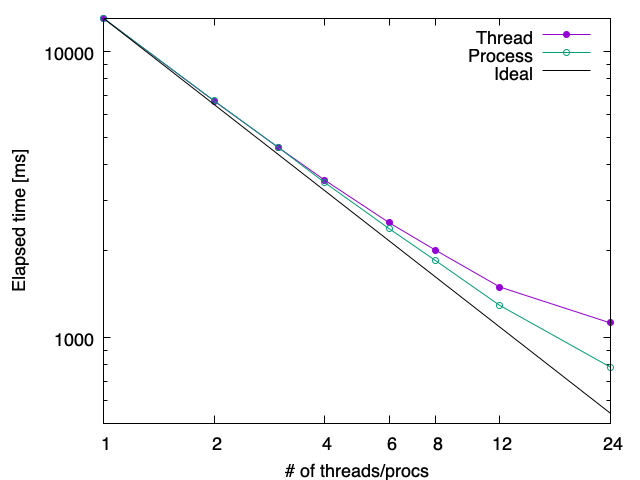 Thread
Process
Ideal
10000
1000
Elapsed time [ms]
1 2 4 6 8 12 24
# of threads/procs